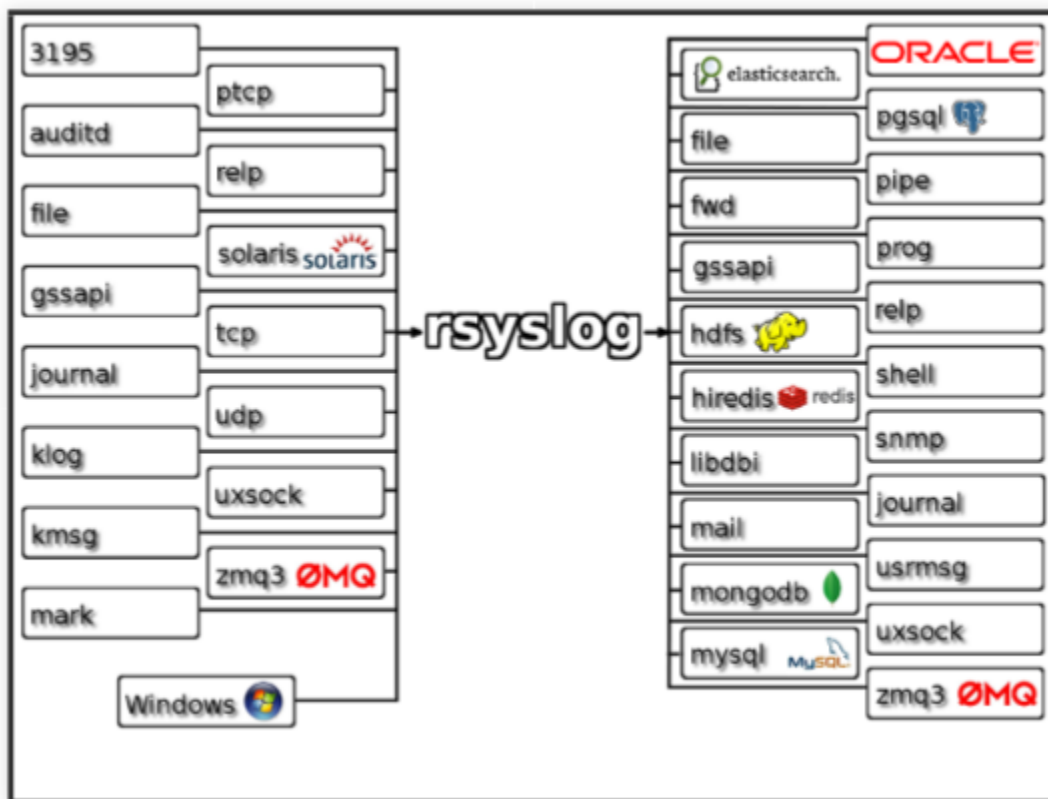 3195
ptcp
auditd
relp
file
solaris solaris
gssapi
tcp
journal
udp
klog
uxsock
kmsg
zmq3 ØMQ
mark
Windows
rsyslog
ORACLE
elasticsearch.
pgsql
file
pipe
fwd
prog
gssapi
relp
hdfs
shell
hiredis redis
snmp
libdbi
journal
mail
usrmsg
mongodb
uxsock
mysql MySQL
zmq3 ØMQ